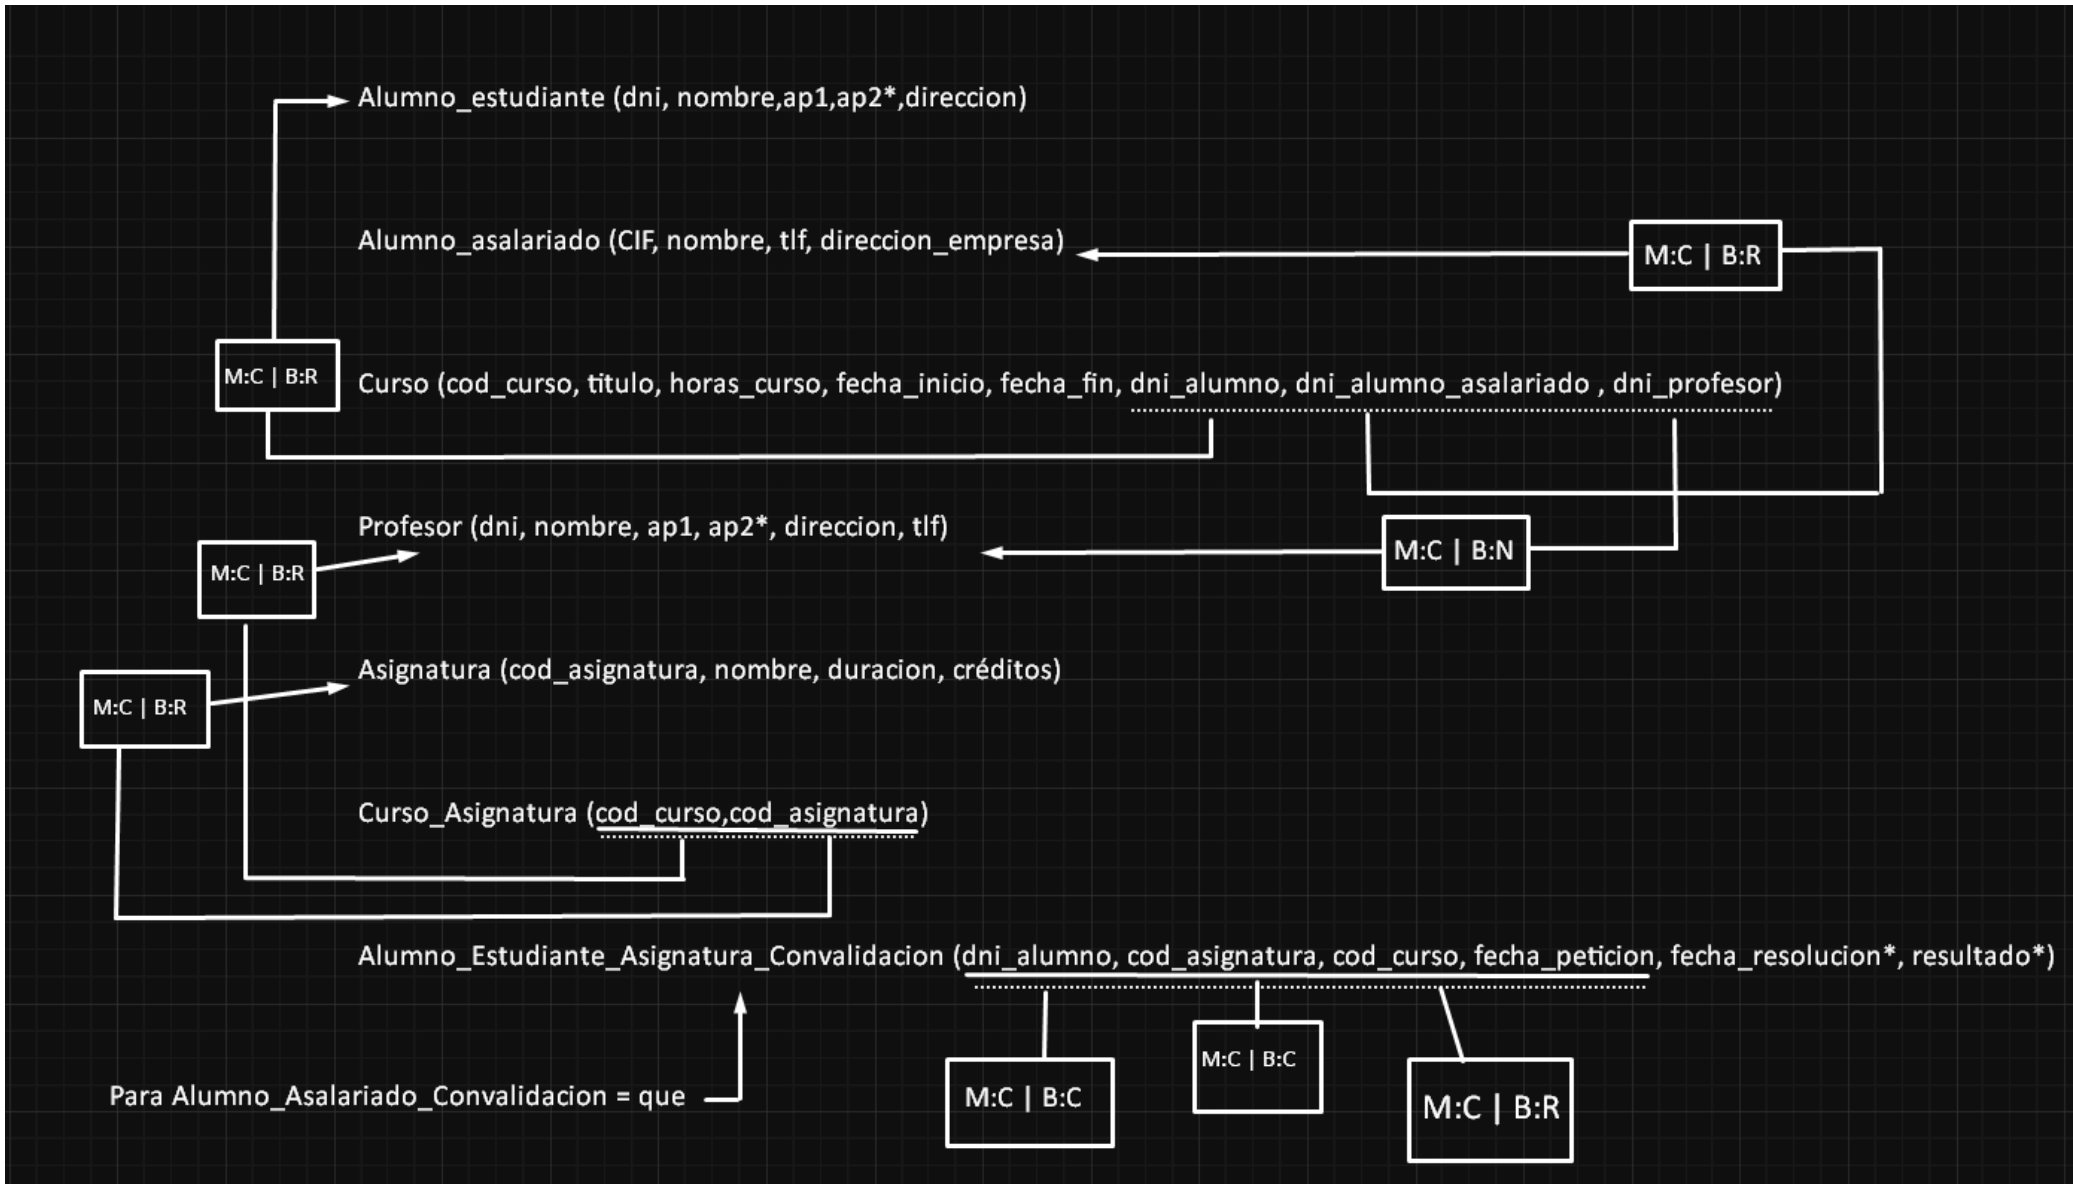 Alumno_estudiante (dni, nombre,ap1,ap2*,direccion)
Alumno_asalariado (CIF, nombre, tlf, direccion_empresa)
M:C | B:R
M:C | B:R
Curso (cod_curso, titulo, horas_curso, fecha_inicio, fecha_fin, dni_alumno, dni_alumno_asalariado , dni_profesor)
Profesor (dni, nombre, ap1, ap2*, direccion, tlf)
M:C | B:N
M:C | B:R
Asignatura (cod_asignatura, nombre, duracion, créditos)
M:C | B:R
Curso_Asignatura (cod_curso,cod_asignatura)
Alumno_Estudiante_Asignatura_Convalidacion (dni_alumno, cod_asignatura, cod_curso, fecha_peticion, fecha_resolucion*, resultado*)
M:C | B:C
Para Alumno_Asalariado_Convalidacion = que
M:C | B:C
M:C | B:R